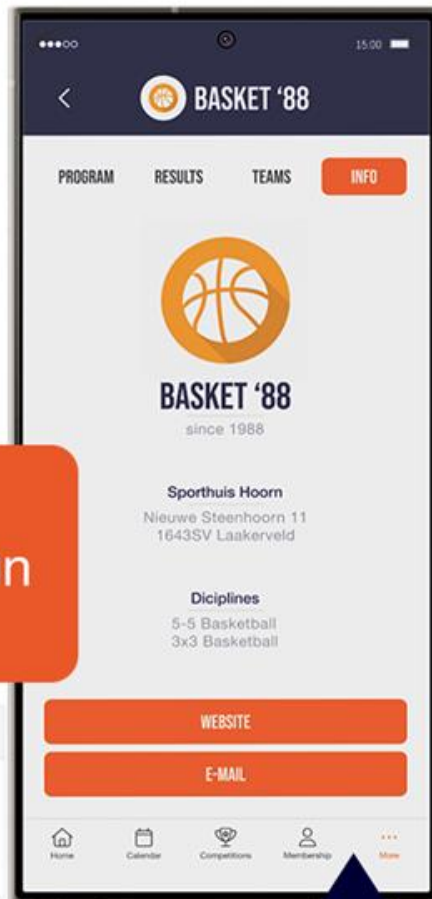 15:00
BASKET ‘88
PROGRAM RESULTS TEAMS INFO
BASKET ‘88
since 1988
Sporthuis Hoorn
Nieuwe Steenhoorn 11
1643SV Laakerveld
n
Diciplines
5-5 Basketball
3x3 Basketball
WEBSITE
E-MAIL
Home Calendar Competitions Membership More